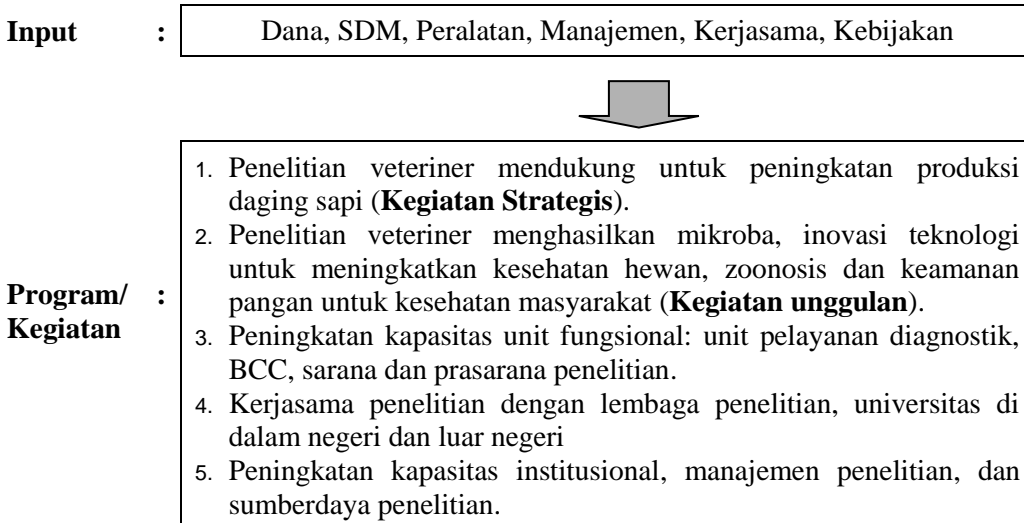 Input : Dana, SDM, Peralatan, Manajemen, Kerjasama, Kebijakan
Program/ Kegiatan :
1. Penelitian veteriner mendukung untuk peningkatan produksi
daging sapi (Kegiatan Strategis).
2. Penelitian veteriner menghasilkan mikroba, inovasi teknologi
untuk meningkatkan kesehatan hewan, zoonosis dan keamanan
pangan untuk kesehatan masyarakat (Kegiatan unggulan).
3. Peningkatan kapasitas unit fungsional: unit pelayanan diagnostik,
BCC, sarana dan prasarana penelitian.
4. Kerjasama penelitian dengan lembaga penelitian, universitas di
dalam negeri dan luar negeri
5. Peningkatan kapasitas institusional, manajemen penelitian, dan
sumberdaya penelitian.